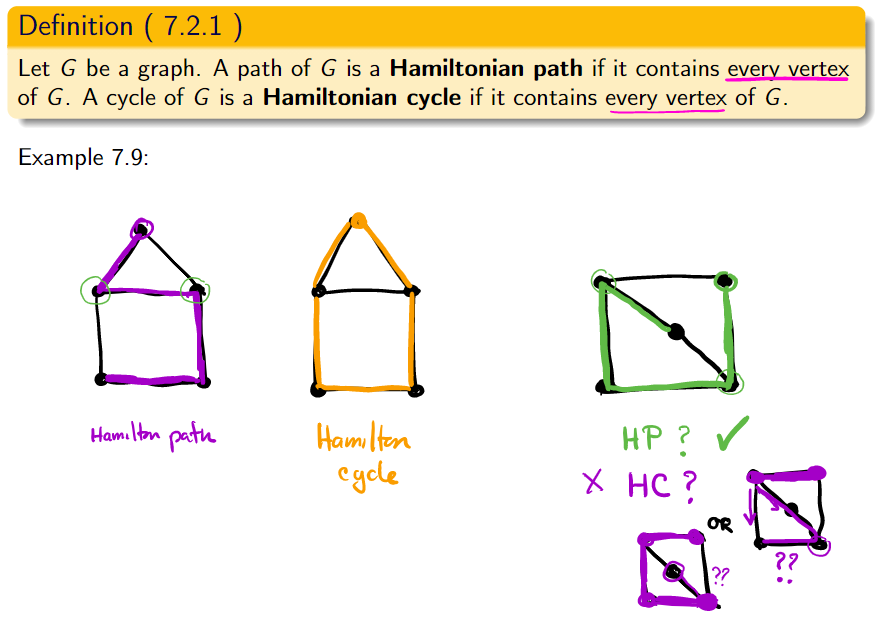 Definition ( 7.2.1 )
Let G be a graph. A path of G is a Hamiltonian path if it contains every vertex
of G. A cycle of G is a Hamiltonian cycle if it contains every vertex of G.
Example 7.9:
Hamilton path
Hamilton
cycle
HP ? ✓
X HC ?
OR
??
??